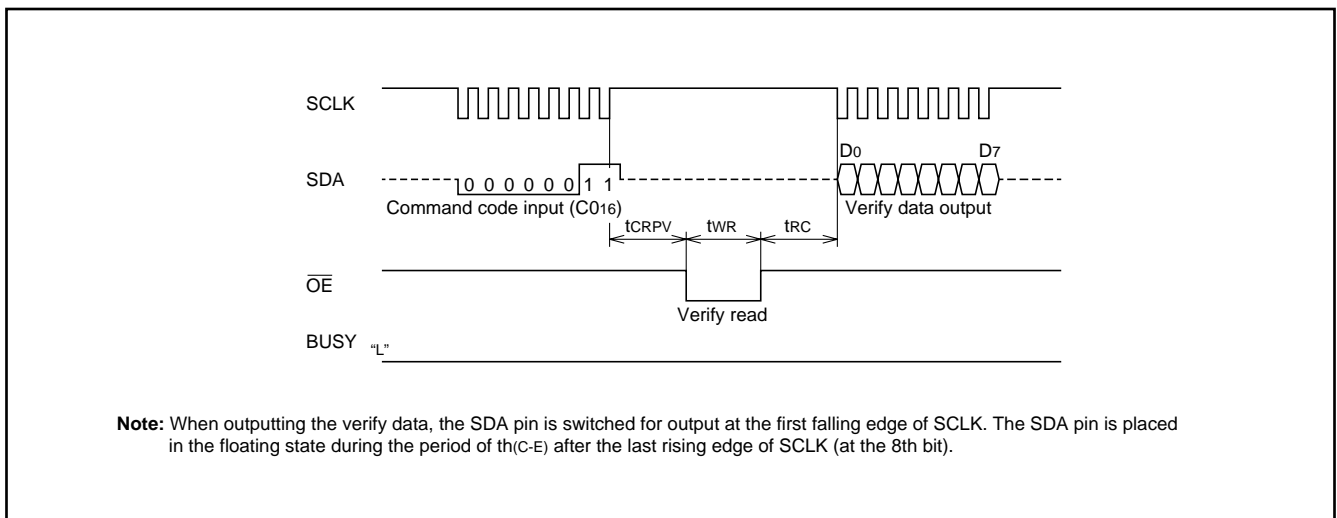 SCLK
D0 D7
SDA
0 0 0 0 0 0 1 1
Command code input (C016) Verify data output
tCRPV tWR tRC
OE
Verify read
BUSY “L”
Note: When outputting the verify data, the SDA pin is switched for output at the first falling edge of SCLK. The SDA pin is placed
in the floating state during the period of th(C-E) after the last rising edge of SCLK (at the 8th bit).